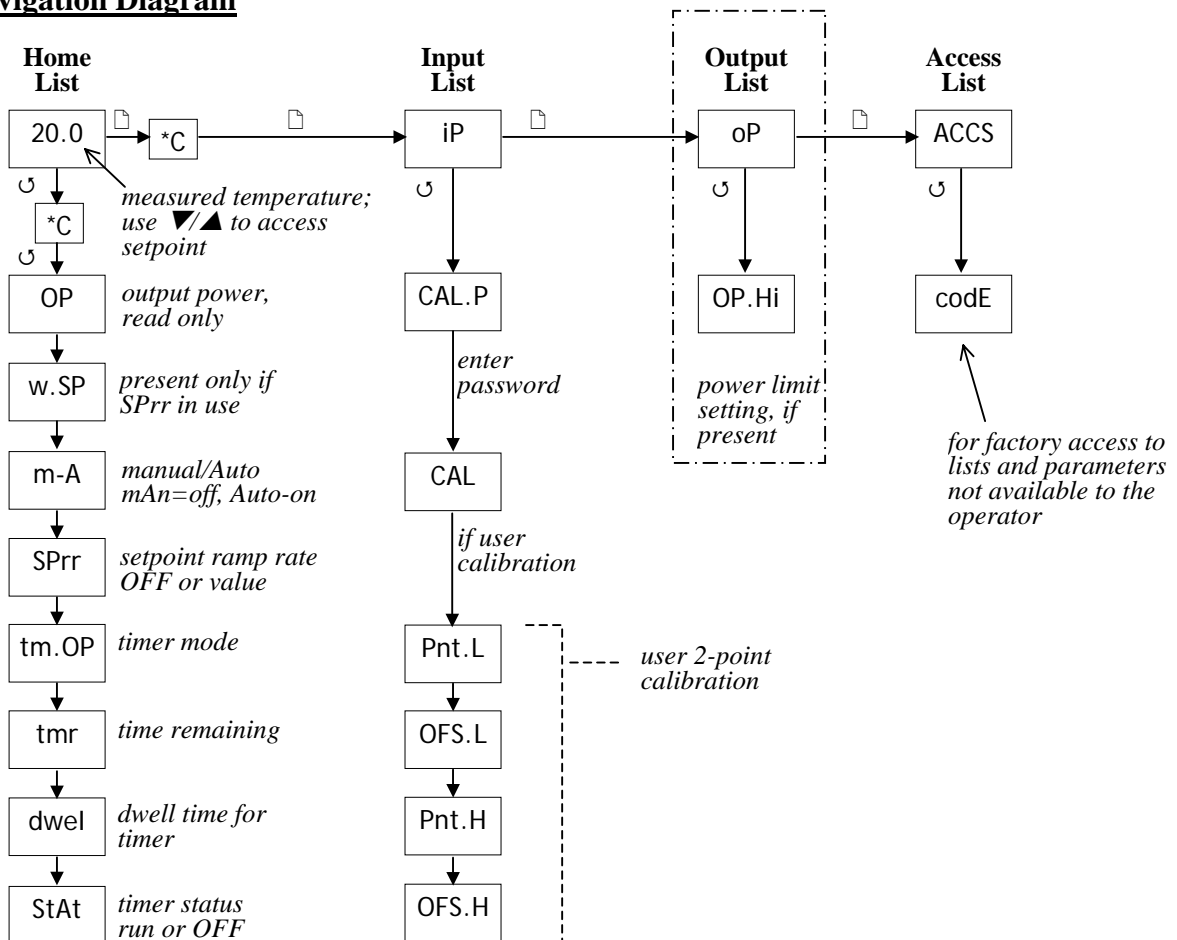 vigation Diagram
Home
List
20.0
*C
measured temperature;
use ▼/▲ to access
setpoint
*C
OP
output power,
read only
w.SP
present only if
SPrr in use
m-A
manual/Auto
mAn=off, Auto-on
SPrr
setpoint ramp rate
OFF or value
tm.OP
timer mode
tmr
time remaining
dwel
dwell time for
timer
StAt
timer status
run or OFF
Input
List
iP
CAL.P
enter
password
CAL
if user
calibration
Pnt.L
OFS.L
Pnt.H
OFS.H
user 2-point
calibration
Output
List
oP
OP.Hi
power limit
setting, if
present
Access
List
ACCS
codE
for factory access to
lists and parameters
not available to the
operator